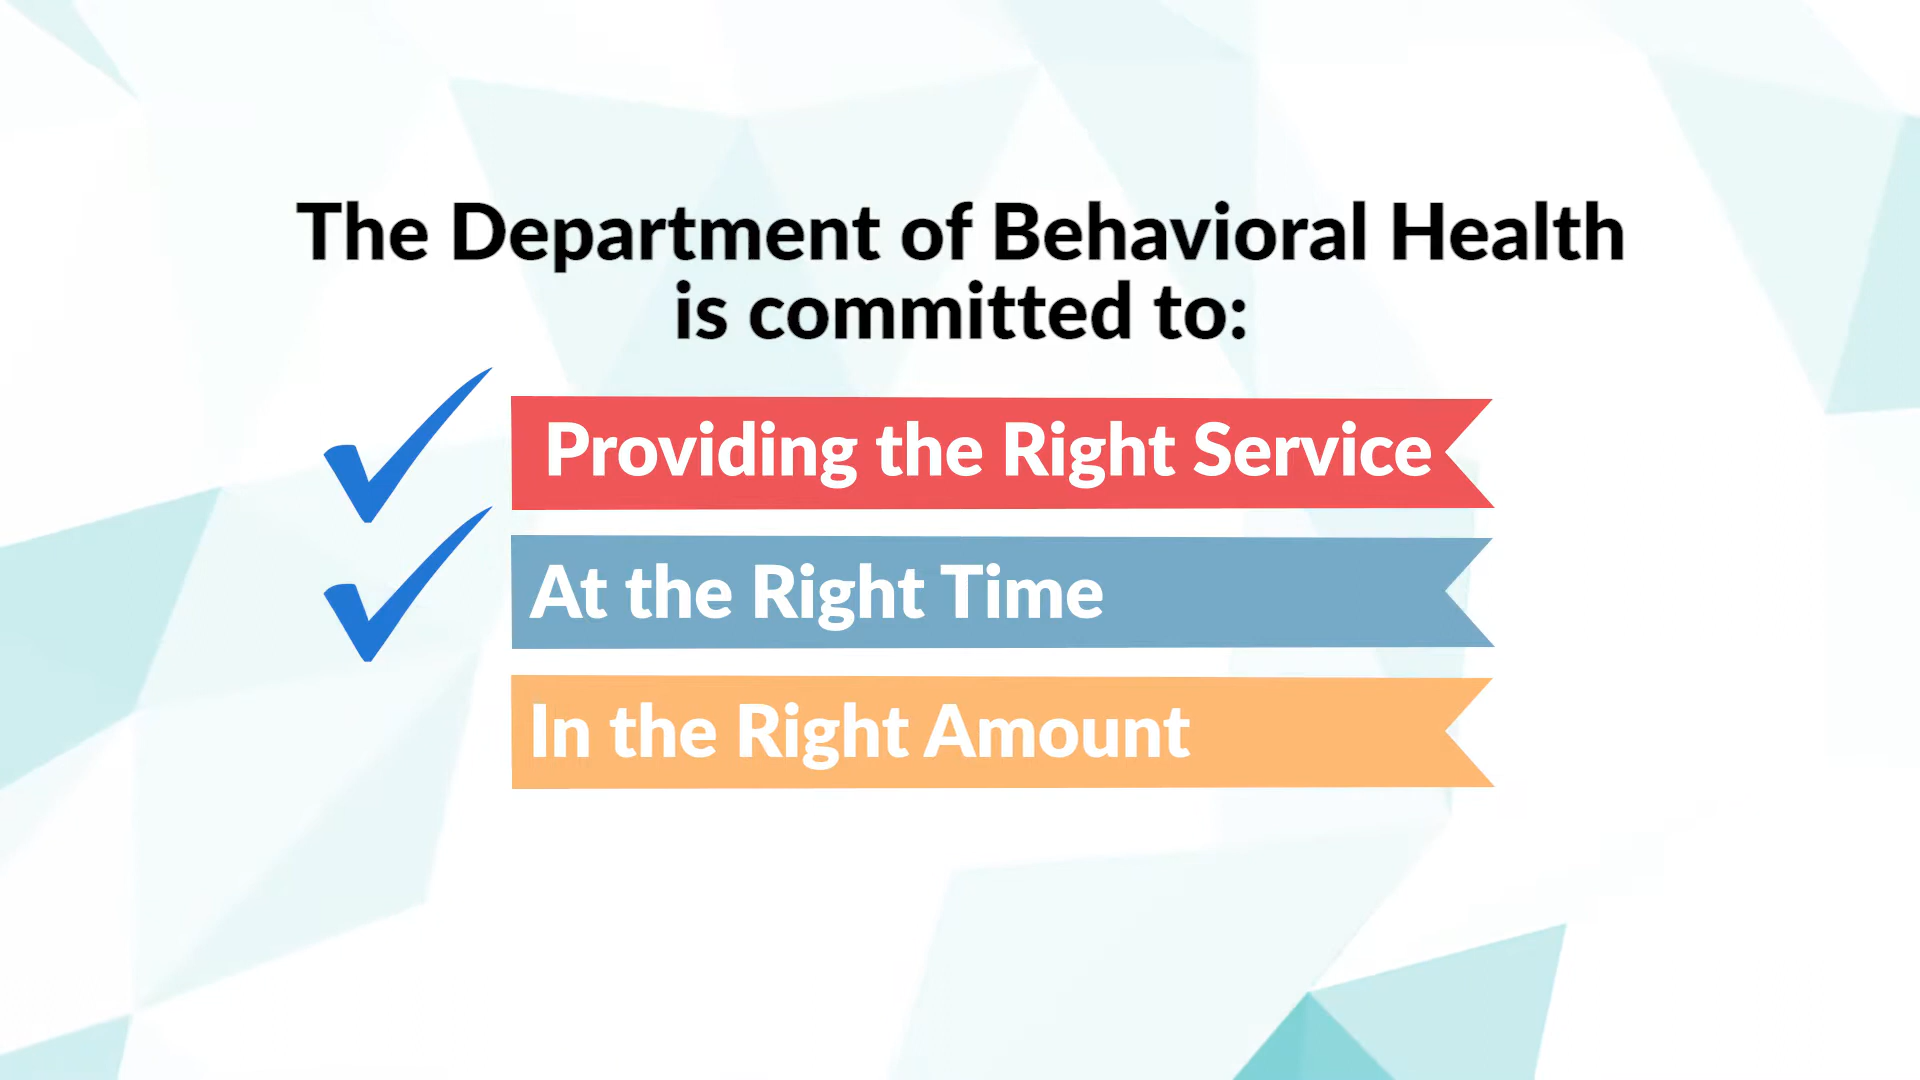 The Department of Behavioral Health
is committed to:
Providing the Right Service
At the Right Time
In the Right Amount